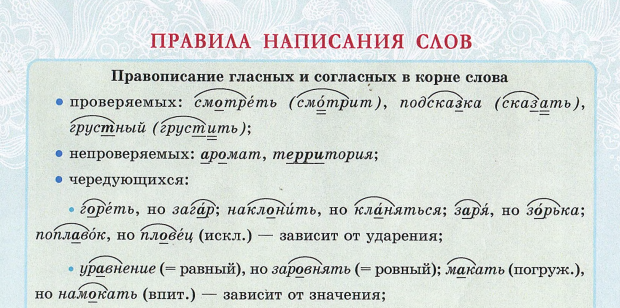 ПРАВИЛА НАПИСАНИЯ СЛОВ
Правописание гласных и согласных в корне слова
• проверяемых: смотре́ть (смо́трит), подсказка (сказать),
грустный (грустить);
• непроверяемых: аромат, территория;
• чередующихся:
• горе́ть, но зага́р; наклони́ть, но кла́няться; заря́, но зо́рька;
поплаво́к, но плове́ц (искл.) — зависит от ударения;
• уравнение (= равный), но заровнять (= ровный); макать (погруж.),
но намокать (впит.) — зависит от значения;